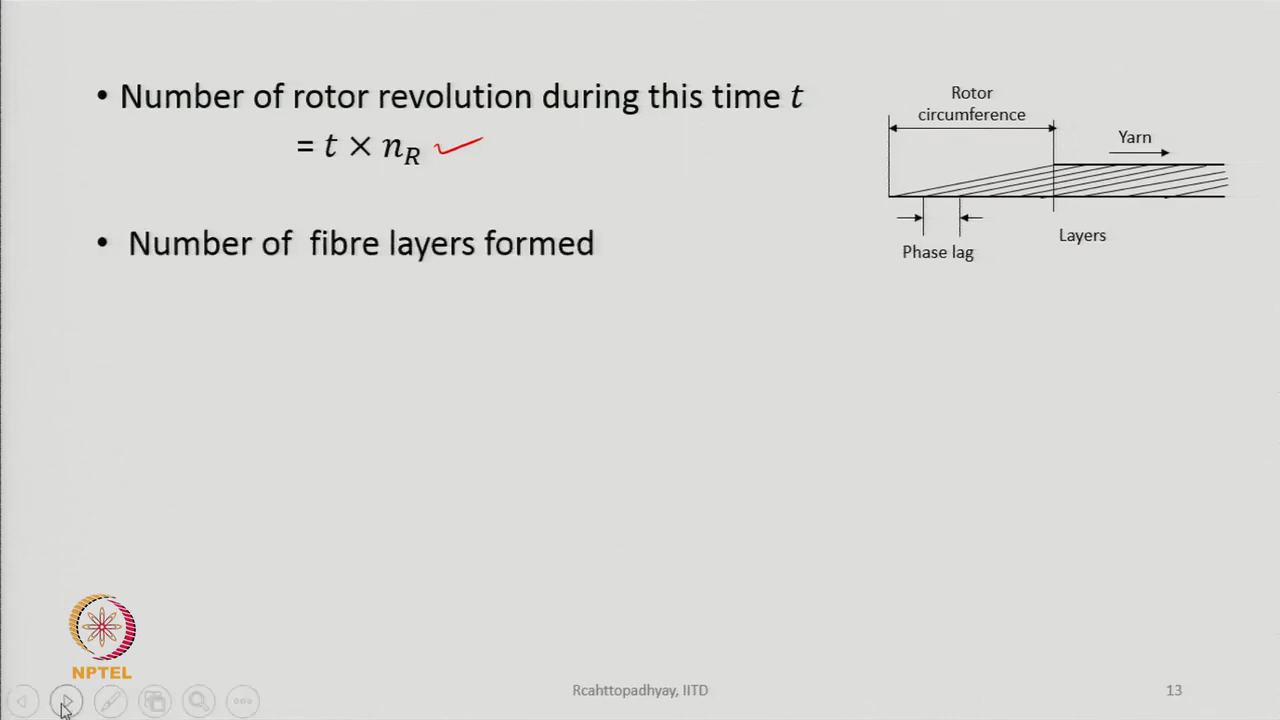 • Number of rotor revolution during this time t
= t × n_R
• Number of fibre layers formed
Rotor
circumference
Yarn
Phase lag
Layers
NPTEL
Rcahttopadhyay, IITD
13